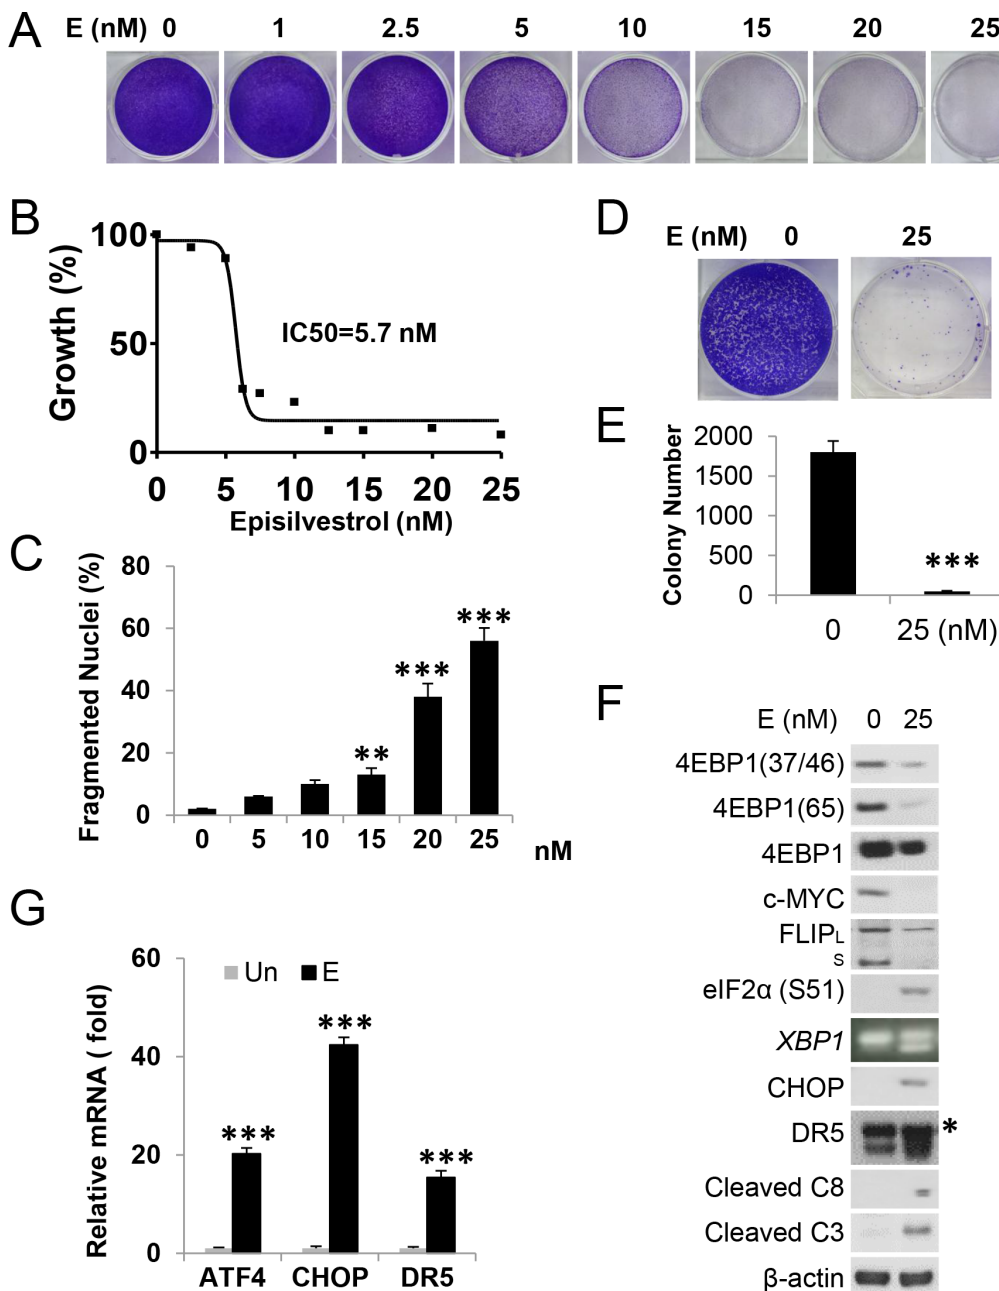 A
E (nM) 0 1 2.5 5 10 15 20 25
B
Growth (%)
100
50
0
IC50=5.7 nM
0 5 10 15 20 25
Episilvestrol (nM)
C
Fragmented Nuclei (%)
80
60
40
20
0
**
***
***
0 5 10 15 20 25 nM
D
E (nM) 0 25
E
Colony Number
2000
1500
1000
500
0
***
0 25 (nM)
F
E (nM) 0 25
4EBP1(37/46)
4EBP1(65)
4EBP1
c-MYC
FLIPL
S
eIF2α (S51)
XBP1
CHOP
DR5 *
Cleaved C8
Cleaved C3
β-actin
G
Relative mRNA ( fold)
60
40
20
0
Un E
***
***
***
ATF4 CHOP DR5